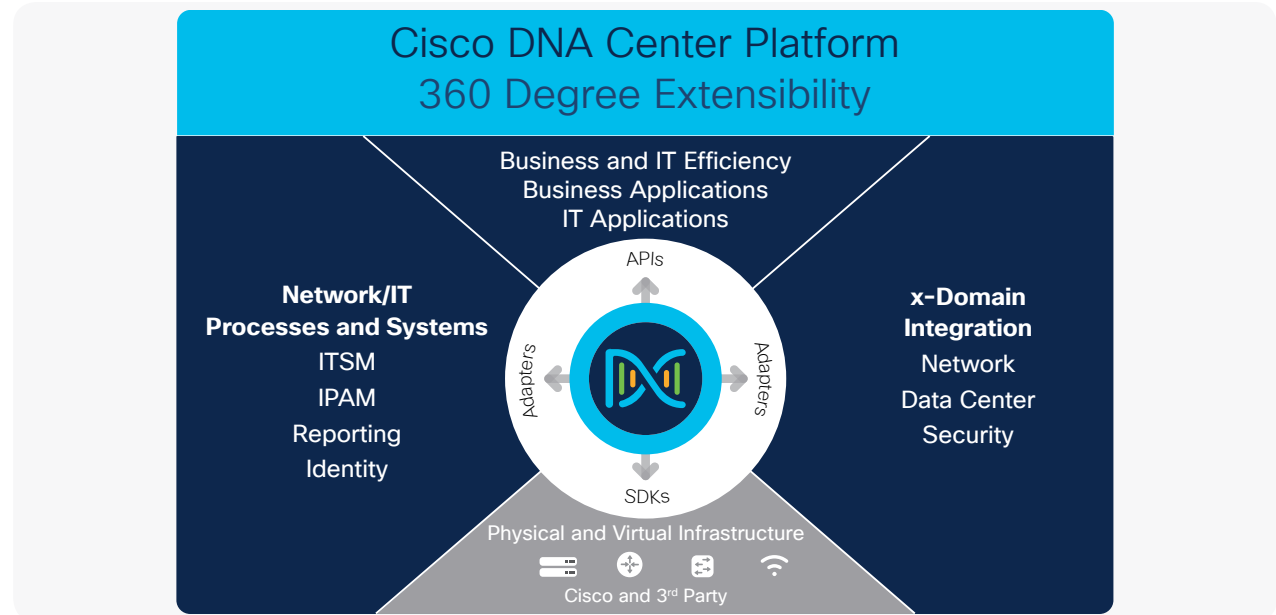 Cisco DNA Center Platform
360 Degree Extensibility
Business and IT Efficiency
Business Applications
IT Applications
APIs
Network/IT
Processes and Systems
ITSM
IPAM
Reporting
Identity
Adapters
Adapters
x-Domain
Integration
Network
Data Center
Security
SDKs
Physical and Virtual Infrastructure
Cisco and 3rd Party